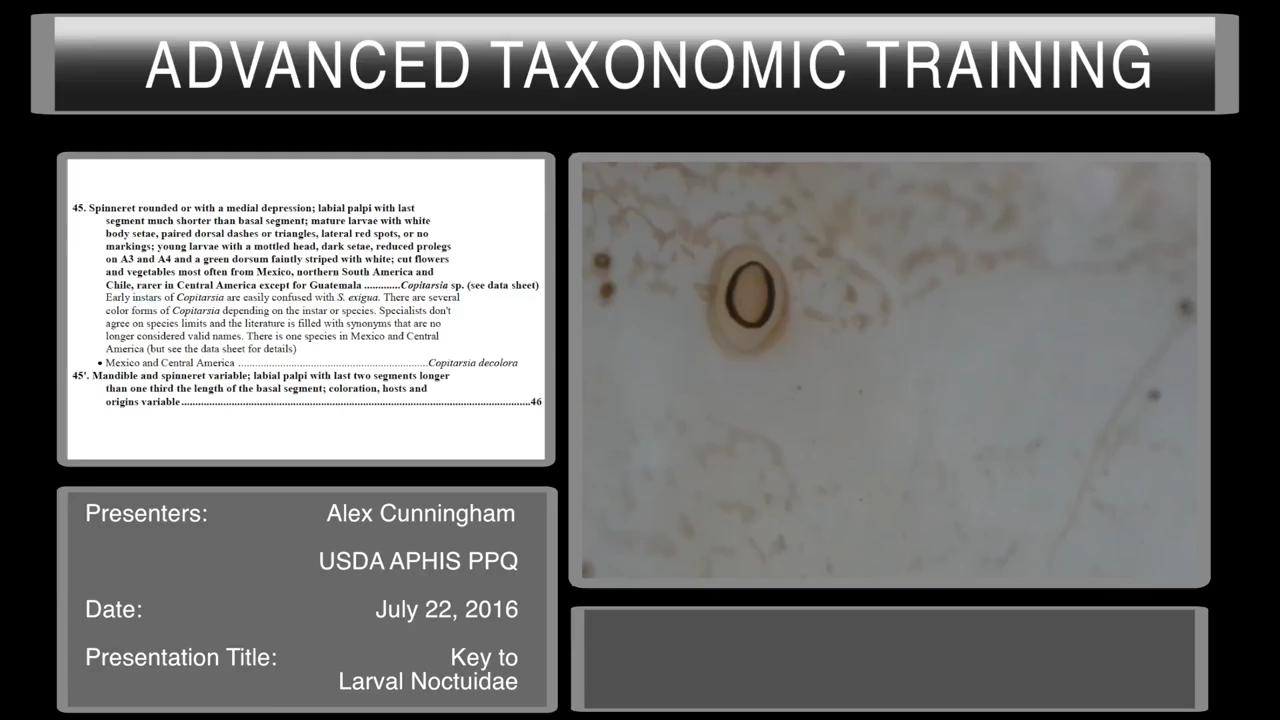 ADVANCED TAXONOMIC TRAINING
45. Spinneret rounded or with a medial depression; labial palpi with last
segment much shorter than basal segment; mature larvae with white
body setae, paired dorsal dashes or triangles, lateral red spots, or no
markings; young larvae with a mottled head, dark setae, reduced prolegs
on A3 and A4 and a green dorsum faintly striped with white; cut flowers
and vegetables most often from Mexico, northern South America and
Chile, rarer in Central America except for Guatemala .............Copitarsia sp. (see data sheet)
Early instars of Copitarsia are easily confused with S. exigua. There are several
color forms of Copitarsia depending on the instar or species. Specialists don't
agree on species limits and the literature is filled with synonyms that are no
longer considered valid names. There is one species in Mexico and Central
America (but see the data sheet for details)
• Mexico and Central America ..........................................................Copitarsia decolora
45'. Mandible and spinneret variable; labial palpi with last two segments longer
than one third the length of the basal segment; coloration, hosts and
origins variable..........................................................................................................46
Presenters: Alex Cunningham
USDA APHIS PPQ
Date: July 22, 2016
Presentation Title: Key to
Larval Noctuidae